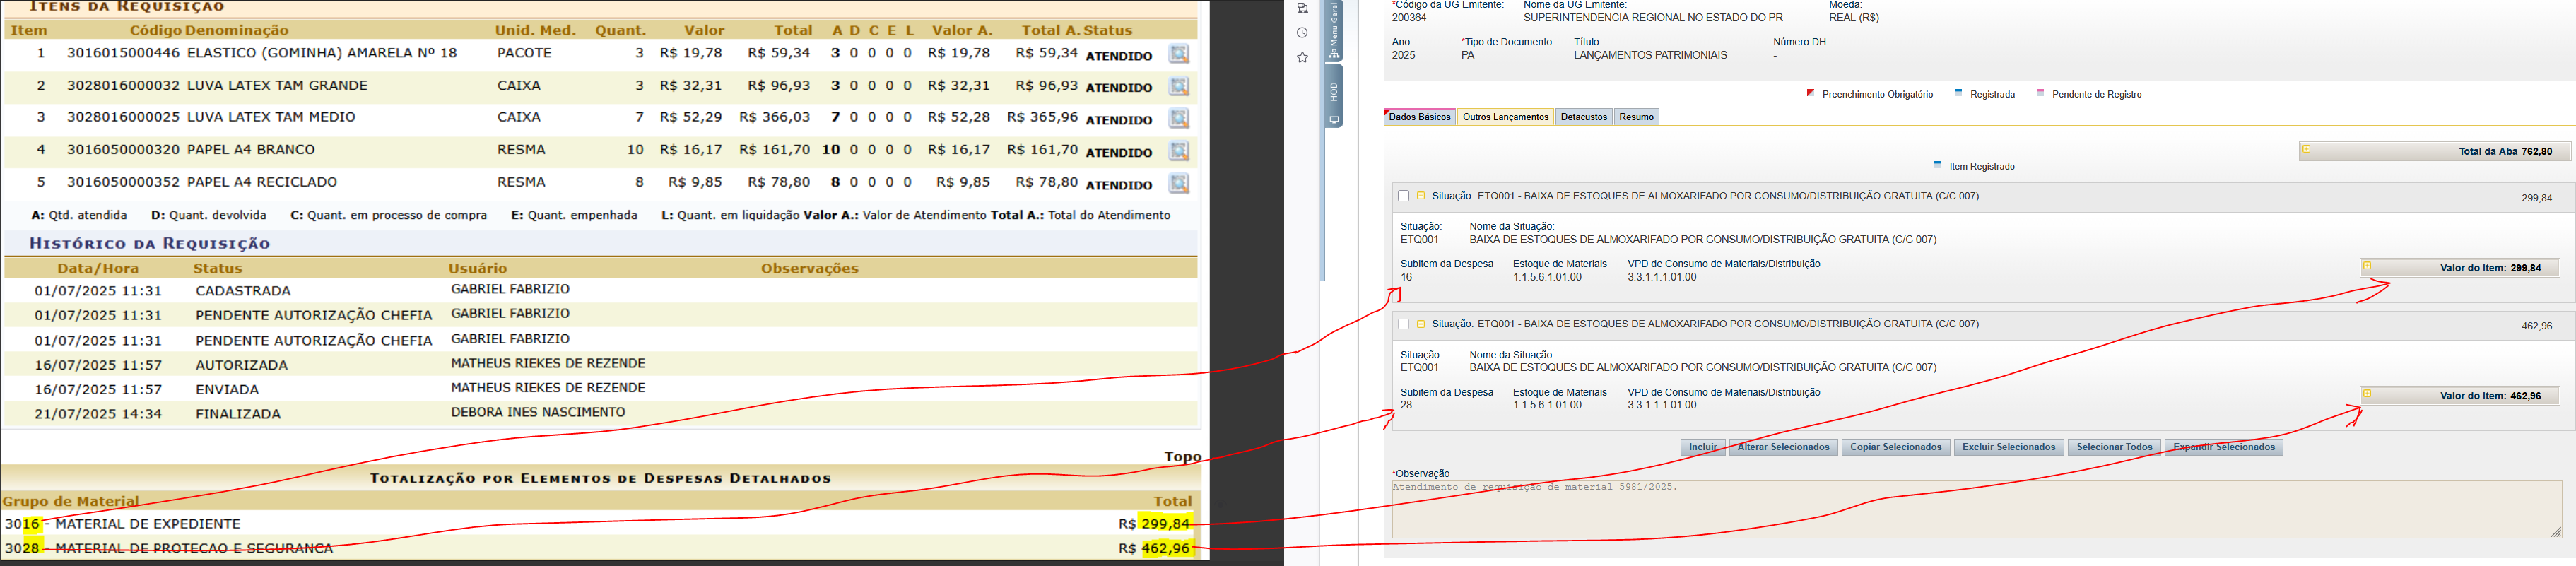 ITENS DA REQUISIÇÃO
Item Código Denominação Unid. Med. Quant. Valor Total A D C E L Valor A. Total A. Status
1 3016015000446 ELASTICO (GOMINHA) AMARELA Nº 18 PACOTE 3 R$ 19,78 R$ 59,34 3 0 0 0 0 R$ 19,78 R$ 59,34 ATENDIDO
2 3028016000032 LUVA LATEX TAM GRANDE CAIXA 3 R$ 32,31 R$ 96,93 3 0 0 0 0 R$ 32,31 R$ 96,93 ATENDIDO
3 3028016000025 LUVA LATEX TAM MEDIO CAIXA 7 R$ 52,29 R$ 366,03 7 0 0 0 0 R$ 52,28 R$ 365,96 ATENDIDO
4 3016050000320 PAPEL A4 BRANCO RESMA 10 R$ 16,17 R$ 161,70 10 0 0 0 0 R$ 16,17 R$ 161,70 ATENDIDO
5 3016050000352 PAPEL A4 RECICLADO RESMA 8 R$ 9,85 R$ 78,80 8 0 0 0 0 R$ 9,85 R$ 78,80 ATENDIDO
A: Qtd. atendida D: Quant. devolvida C: Quant. em processo de compra E: Quant. empenhada L: Quant. em liquidação Valor A.: Valor de Atendimento Total A.: Total do Atendimento
HISTÓRICO DA REQUISIÇÃO
Data/Hora Status Usuário Observações
01/07/2025 11:31 CADASTRADA GABRIEL FABRIZIO
01/07/2025 11:31 PENDENTE AUTORIZAÇÃO CHEFIA GABRIEL FABRIZIO
01/07/2025 11:31 PENDENTE AUTORIZAÇÃO CHEFIA GABRIEL FABRIZIO
16/07/2025 11:57 AUTORIZADA MATHEUS RIEKES DE REZENDE
16/07/2025 11:57 ENVIADA MATHEUS RIEKES DE REZENDE
21/07/2025 14:34 FINALIZADA DEBORA INES NASCIMENTO
Topo
TOTALIZAÇÃO POR ELEMENTOS DE DESPESAS DETALHADOS
Grupo de Material Total
3016 - MATERIAL DE EXPEDIENTE R$ 299,84
3028 - MATERIAL DE PROTECAO E SEGURANCA R$ 462,96
Menu Geral
HOD
*Código da UG Emitente: Nome da UG Emitente: Moeda:
200364 SUPERINTENDENCIA REGIONAL NO ESTADO DO PR REAL (R$)
Ano: *Tipo de Documento: Título: Número DH:
2025 PA LANÇAMENTOS PATRIMONIAIS -
Preenchimento Obrigatório Registrada Pendente de Registro
Dados Básicos Outros Lançamentos Detacustos Resumo
Total da Aba 762,80
Item Registrado
Situação: ETQ001 - BAIXA DE ESTOQUES DE ALMOXARIFADO POR CONSUMO/DISTRIBUIÇÃO GRATUITA (C/C 007) 299,84
Situação: Nome da Situação:
ETQ001 BAIXA DE ESTOQUES DE ALMOXARIFADO POR CONSUMO/DISTRIBUIÇÃO GRATUITA (C/C 007)
Subitem da Despesa Estoque de Materiais VPD de Consumo de Materiais/Distribuição
16 1.1.5.6.1.01.00 3.3.1.1.1.01.00 Valor do Item: 299,84
Situação: ETQ001 - BAIXA DE ESTOQUES DE ALMOXARIFADO POR CONSUMO/DISTRIBUIÇÃO GRATUITA (C/C 007) 462,96
Situação: Nome da Situação:
ETQ001 BAIXA DE ESTOQUES DE ALMOXARIFADO POR CONSUMO/DISTRIBUIÇÃO GRATUITA (C/C 007)
Subitem da Despesa Estoque de Materiais VPD de Consumo de Materiais/Distribuição
28 1.1.5.6.1.01.00 3.3.1.1.1.01.00 Valor do Item: 462,96
Incluir Alterar Selecionados Copiar Selecionados Excluir Selecionados Selecionar Todos Expandir Selecionados
*Observação
Atendimento de requisição de material 5981/2025.